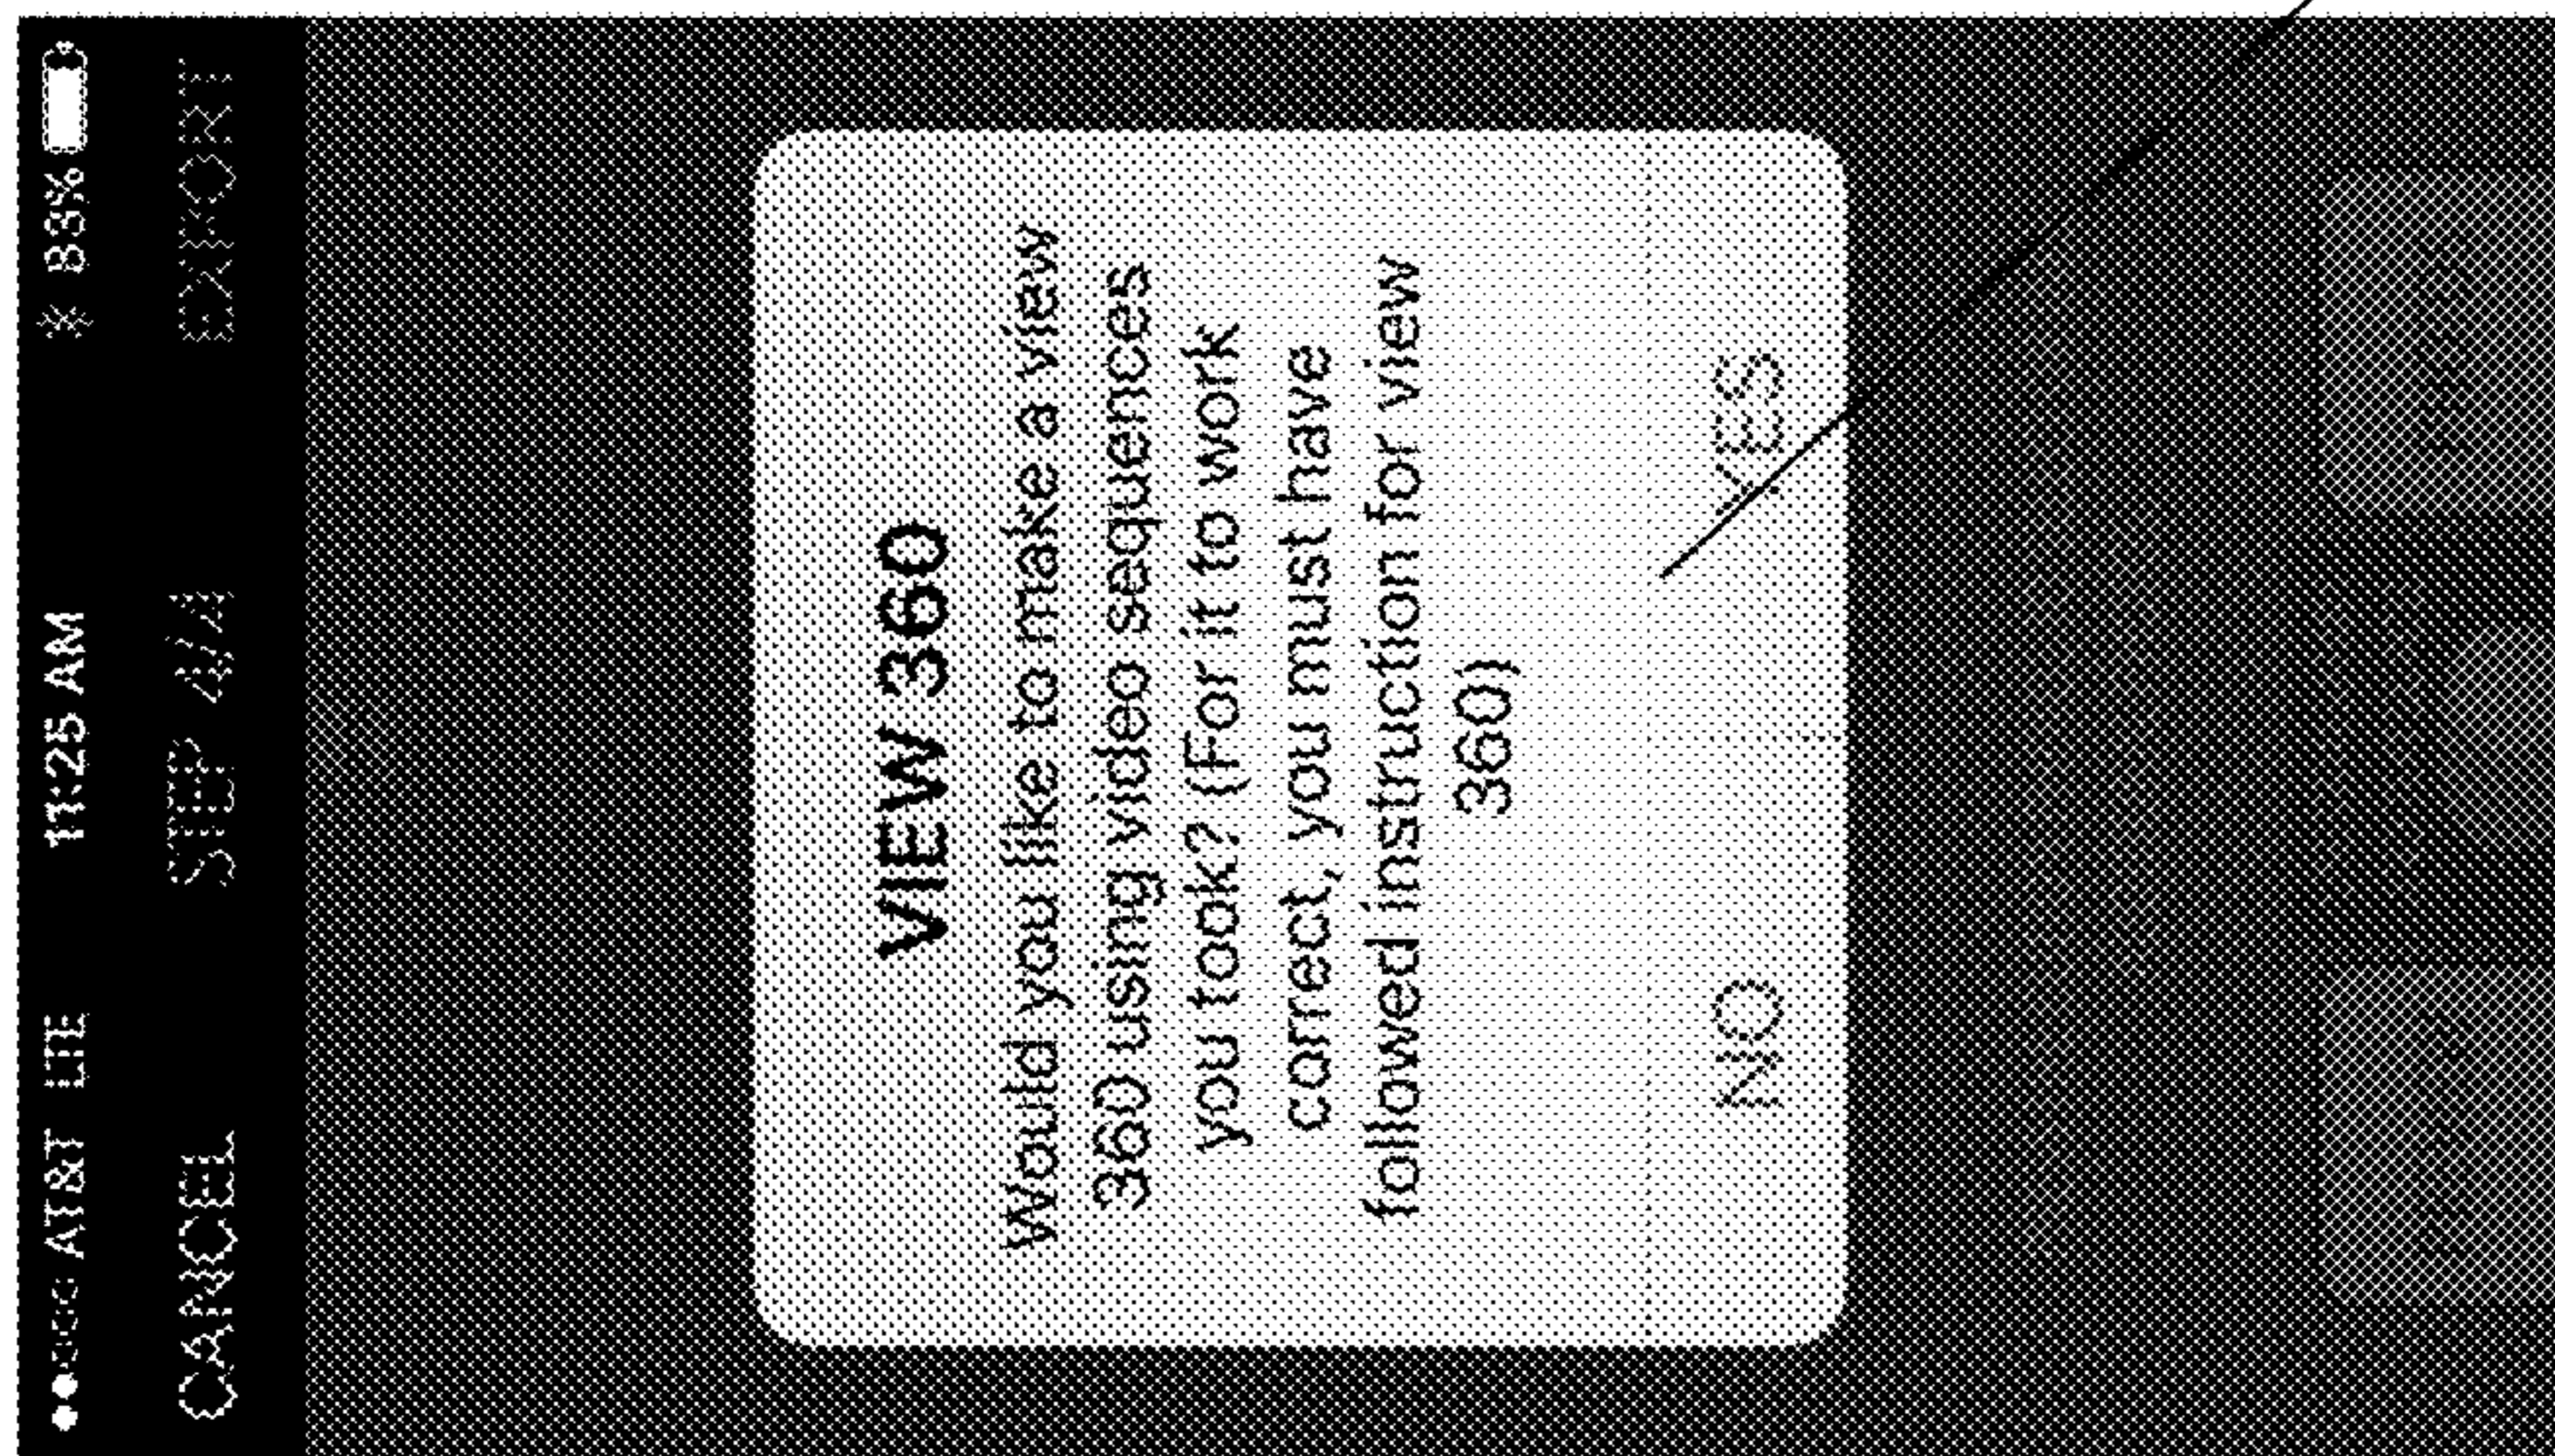 AT&T LTE 11:25 AM 83%
CANCEL STEP 4/4 EXPORT
VIEW 360
Would you like to make a view
360 using video sequences
you took? (For it to work
correct, you must have
followed instruction for view
360)
NO YES